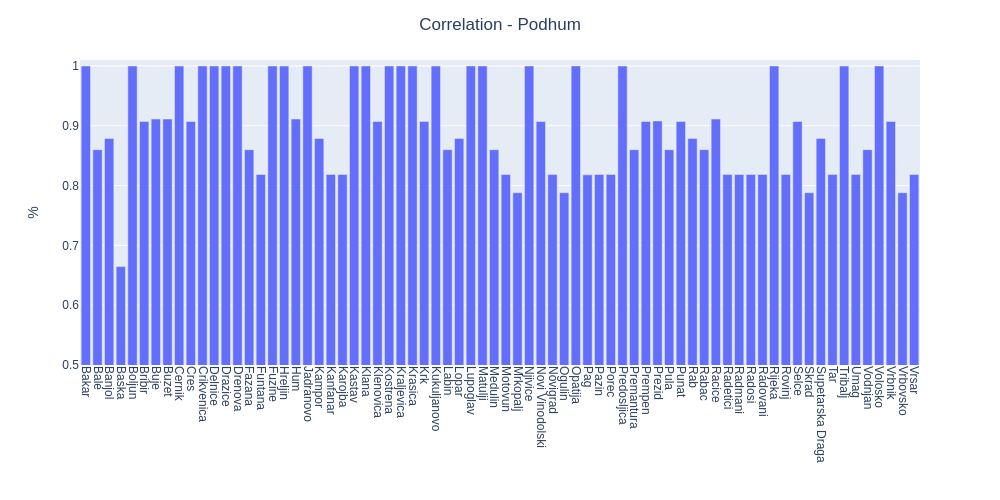 Correlation - Podhum
1
0.9
0.8
0.7
0.6
0.5
%
Bakar
Bale
Banjol
Baska
Boljun
Bribir
Buje
Buzet
Cernik
Cres
Crikvenica
Delnice
Drazice
Drenova
Fazana
Funtana
Fuzine
Hreljin
Hum
Jadranovo
Kampor
Kanfanar
Karojba
Kastav
Klana
Klenovica
Kostrena
Kraljevica
Krasica
Krk
Kukuljanovo
Labin
Lopar
Lupoglav
Matulji
Medulin
Motovun
Mrkopalj
Njivice
Novi Vinodolski
Novigrad
Ogulin
Opatija
Pag
Pazin
Porec
Predosljica
Premantura
Prempen
Prezid
Pula
Punat
Rab
Rabac
Racice
Radetici
Radmani
Radosi
Radovani
Rijeka
Rovinj
Selce
Skrad
Supetarska Draga
Tar
Tribalj
Umag
Vodnjan
Volosko
Vrbnik
Vrbovsko
Vrsar